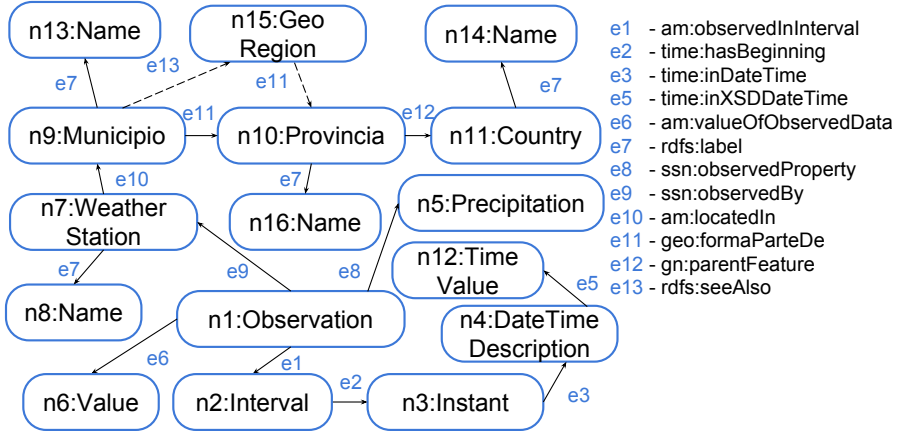 n13:Name
n15:Geo
Region
n14:Name
e7
e13
e11
e7
n9:Municipio
e11
n10:Provincia
e12
n11:Country
e10
e7
n7:Weather
Station
n16:Name
n5:Precipitation
e7
e9
e8
n12:Time
Value
e5
n8:Name
n1:Observation
n4:DateTime
Description
e6
e1
e2
e3
n6:Value
n2:Interval
n3:Instant
e1 - am:observedInInterval
e2 - time:hasBeginning
e3 - time:inDateTime
e5 - time:inXSDDateTime
e6 - am:valueOfObservedData
e7 - rdfs:label
e8 - ssn:observedProperty
e9 - ssn:observedBy
e10 - am:locatedIn
e11 - geo:formaParteDe
e12 - gn:parentFeature
e13 - rdfs:seeAlso